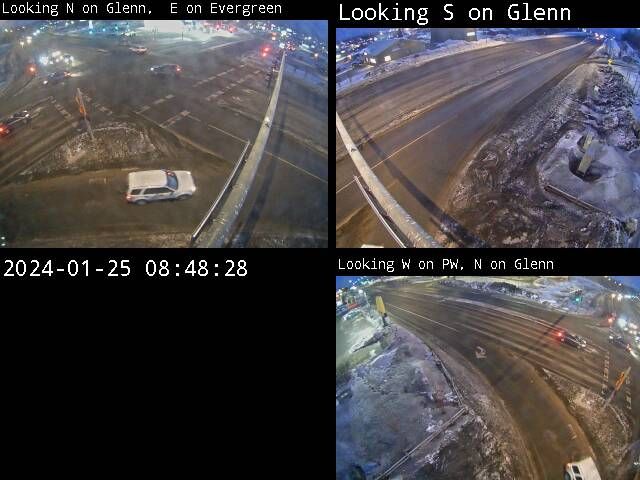 Looking N on Glenn, E on Evergreen
Looking S on Glenn
2024-01-25 08:48:28
Looking W on PW, N on Glenn